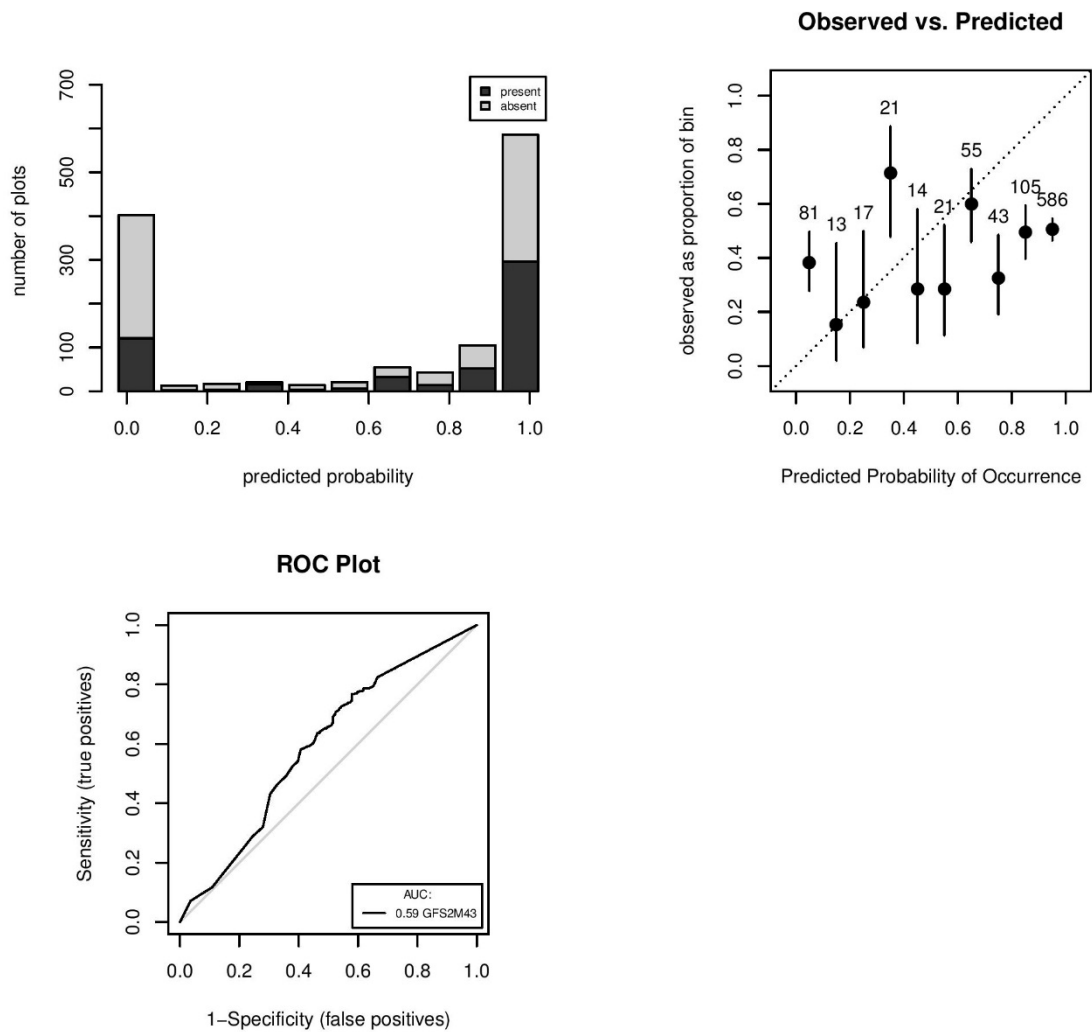 Observed vs. Predicted
number of plots
700
500
300
100
0
present
absent
0.0 0.2 0.4 0.6 0.8 1.0
predicted probability
observed as proportion of bin
1.0
0.8
0.6
0.4
0.2
0.0
81
13
17
21
14
21
55
43
105
586
0.0 0.2 0.4 0.6 0.8 1.0
Predicted Probability of Occurrence
ROC Plot
Sensitivity (true positives)
1.0
0.8
0.6
0.4
0.2
0.0
AUC:
0.59 GFS2M43
0.0 0.2 0.4 0.6 0.8 1.0
1−Specificity (false positives)